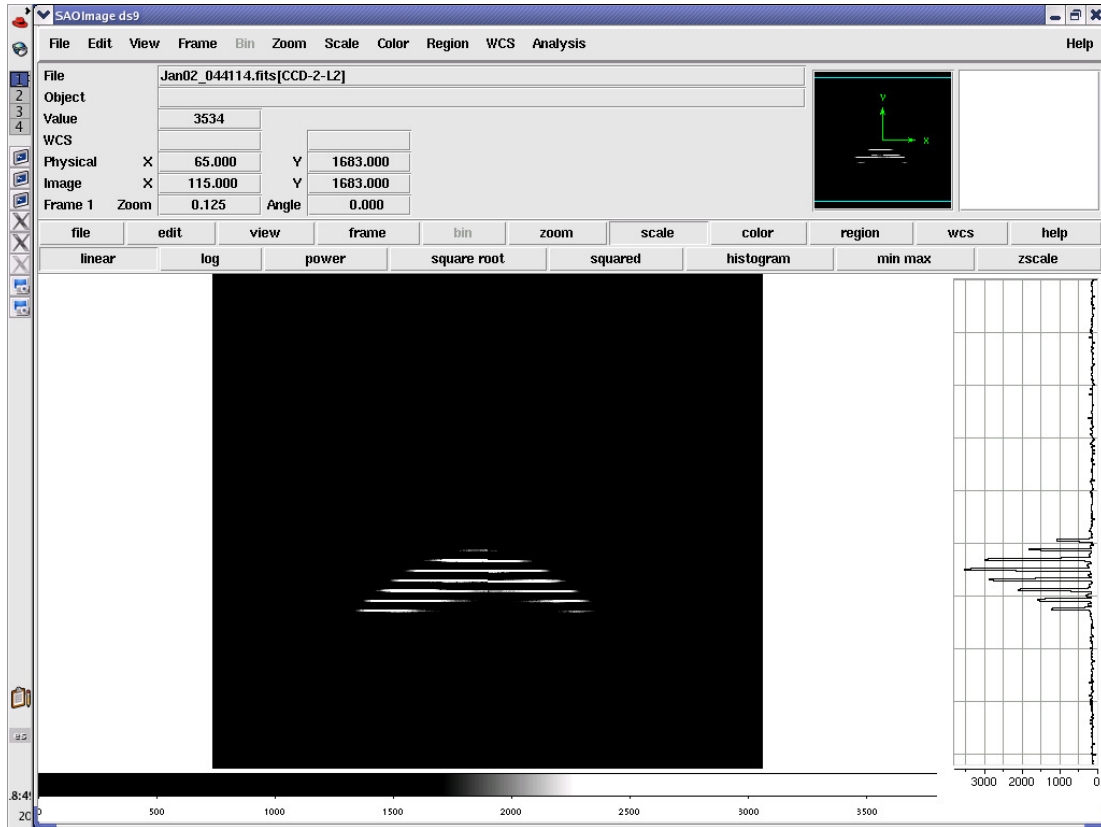 SAOImage ds9
File Edit View Frame Bin Zoom Scale Color Region WCS Analysis Help
File Jan02_044114.fits[CCD-2-L2]
Object
Value 3534
WCS
Physical X 65.000 Y 1683.000
Image X 115.000 Y 1683.000
Frame 1 Zoom 0.125 Angle 0.000
Y
X
file edit view frame bin zoom scale color region wcs help
linear log power square root squared histogram min max zscale
1
2
3
4
3000 2000 1000 0
500 1000 1500 2000 2500 3000 3500